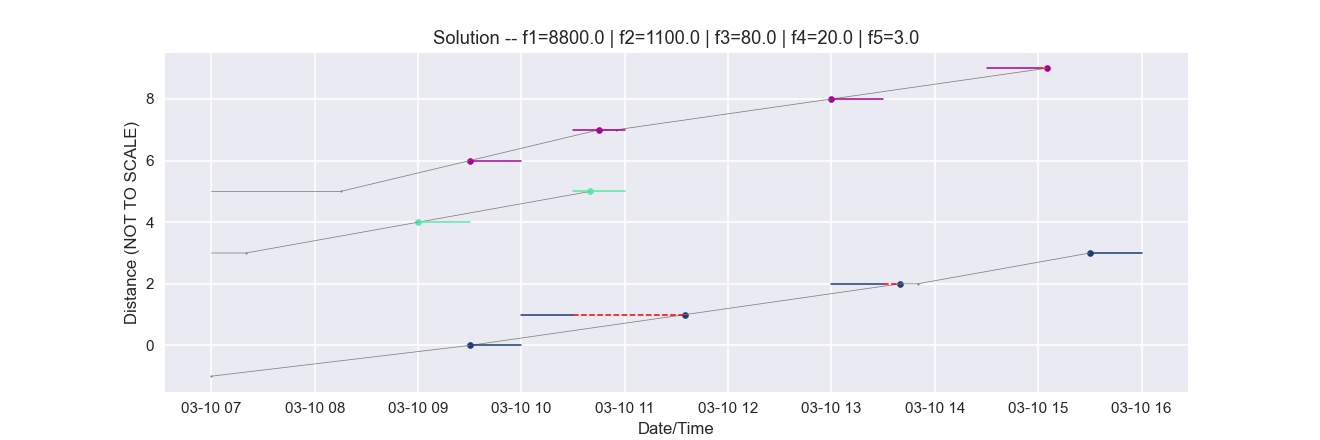 Solution -- f1=8800.0 | f2=1100.0 | f3=80.0 | f4=20.0 | f5=3.0
Distance (NOT TO SCALE)
8
6
4
2
0
03-10 07 03-10 08 03-10 09 03-10 10 03-10 11 03-10 12 03-10 13 03-10 14 03-10 15 03-10 16
Date/Time